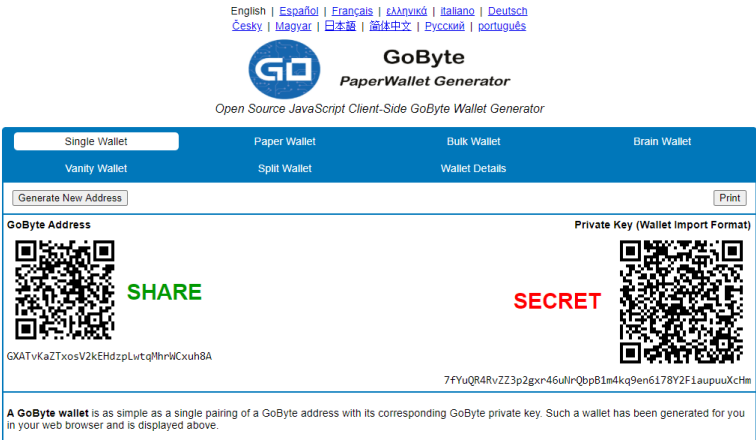 English | Español | Français | ελληνικά | italiano | Deutsch
Česky | Magyar | 日本語 | 简体中文 | Русский | português
GO
GoByte
PaperWallet Generator
Open Source JavaScript Client-Side GoByte Wallet Generator
Single Wallet Paper Wallet Bulk Wallet Brain Wallet
Vanity Wallet Split Wallet Wallet Details
Generate New Address Print
GoByte Address Private Key (Wallet Import Format)
SHARE
SECRET
GXATvKaZTxosV2kEHdzpLwtqMhrWCxuh8A
7fYuQR4RvZZ3p2gxr46uNrQbpB1m4kq9en6i78Y2FiaupuuXcHm
A GoByte wallet is as simple as a single pairing of a GoByte address with its corresponding GoByte private key. Such a wallet has been generated for you
in your web browser and is displayed above.